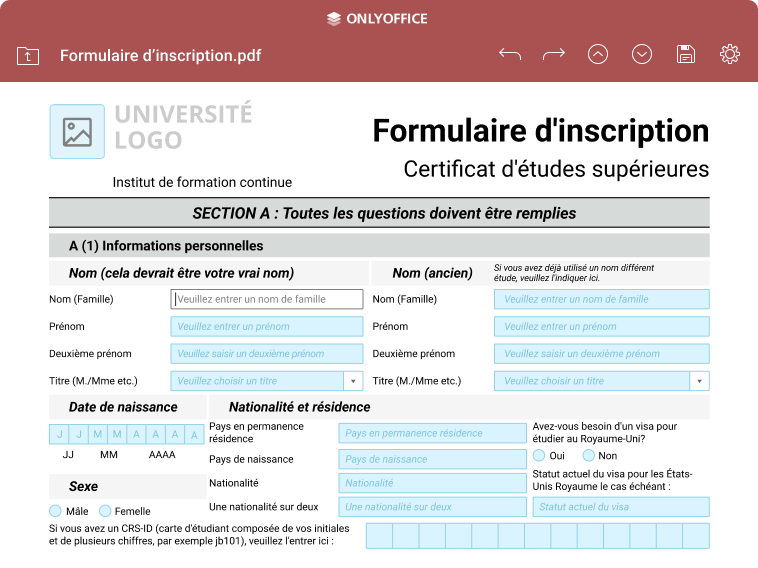 ONLYOFFICE
Formulaire d'inscription.pdf
UNIVERSITÉ
LOGO
Formulaire d'inscription
Certificat d'études supérieures
Institut de formation continue
SECTION A : Toutes les questions doivent être remplies
A (1) Informations personnelles
Nom (cela devrait être votre vrai nom)
Nom (ancien)
Si vous avez déjà utilisé un nom différent
étude, veuillez l'indiquer ici.
Nom (Famille) Veuillez entrer un nom de famille Nom (Famille) Veuillez entrer un nom de famille
Prénom Veuillez entrer un prénom Prénom Veuillez entrer un prénom
Deuxième prénom Veuillez saisir un deuxième prénom Deuxième prénom Veuillez saisir un deuxième prénom
Titre (M./Mme etc.) Veuillez choisir un titre Titre (M./Mme etc.) Veuillez choisir un titre
Date de naissance
J J M M A A A A
JJ MM AAAA
Sexe
Mâle Femelle
Nationalité et résidence
Pays en permanence
résidence
Pays en permanence résidence
Pays de naissance Pays de naissance
Nationalité Nationalité
Une nationalité sur deux Une nationalité sur deux
Avez-vous besoin d'un visa pour
étudier au Royaume-Uni?
Oui Non
Statut actuel du visa pour les États-
Unis Royaume le cas échéant :
Statut actuel du visa
Si vous avez un CRS-ID (carte d'étudiant composée de vos initiales
et de plusieurs chiffres, par exemple jb101), veuillez l'entrer ici :